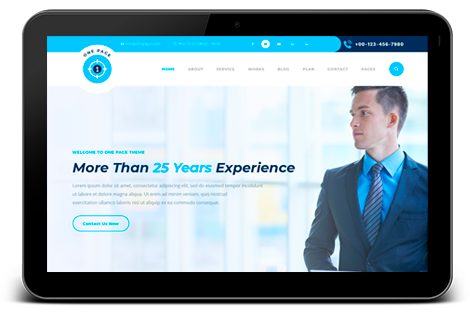 +00-123-456-7980
ONE PAGE
HOME ABOUT SERVICE WORKS BLOG PLAN CONTACT PAGES
WELCOME TO ONE PAGE THEME
More Than 25 Years Experience
Lorem ipsum dolor sit amet, consectetur adipiscing elit, sed do eiusmod tempor incididunt
ut labore et dolore magna aliqua. Ut enim ad minim veniam, quis nostrud
exercitation ullamco laboris nisi ut aliquip, ex ea commodo consequat.
Contact Us Now